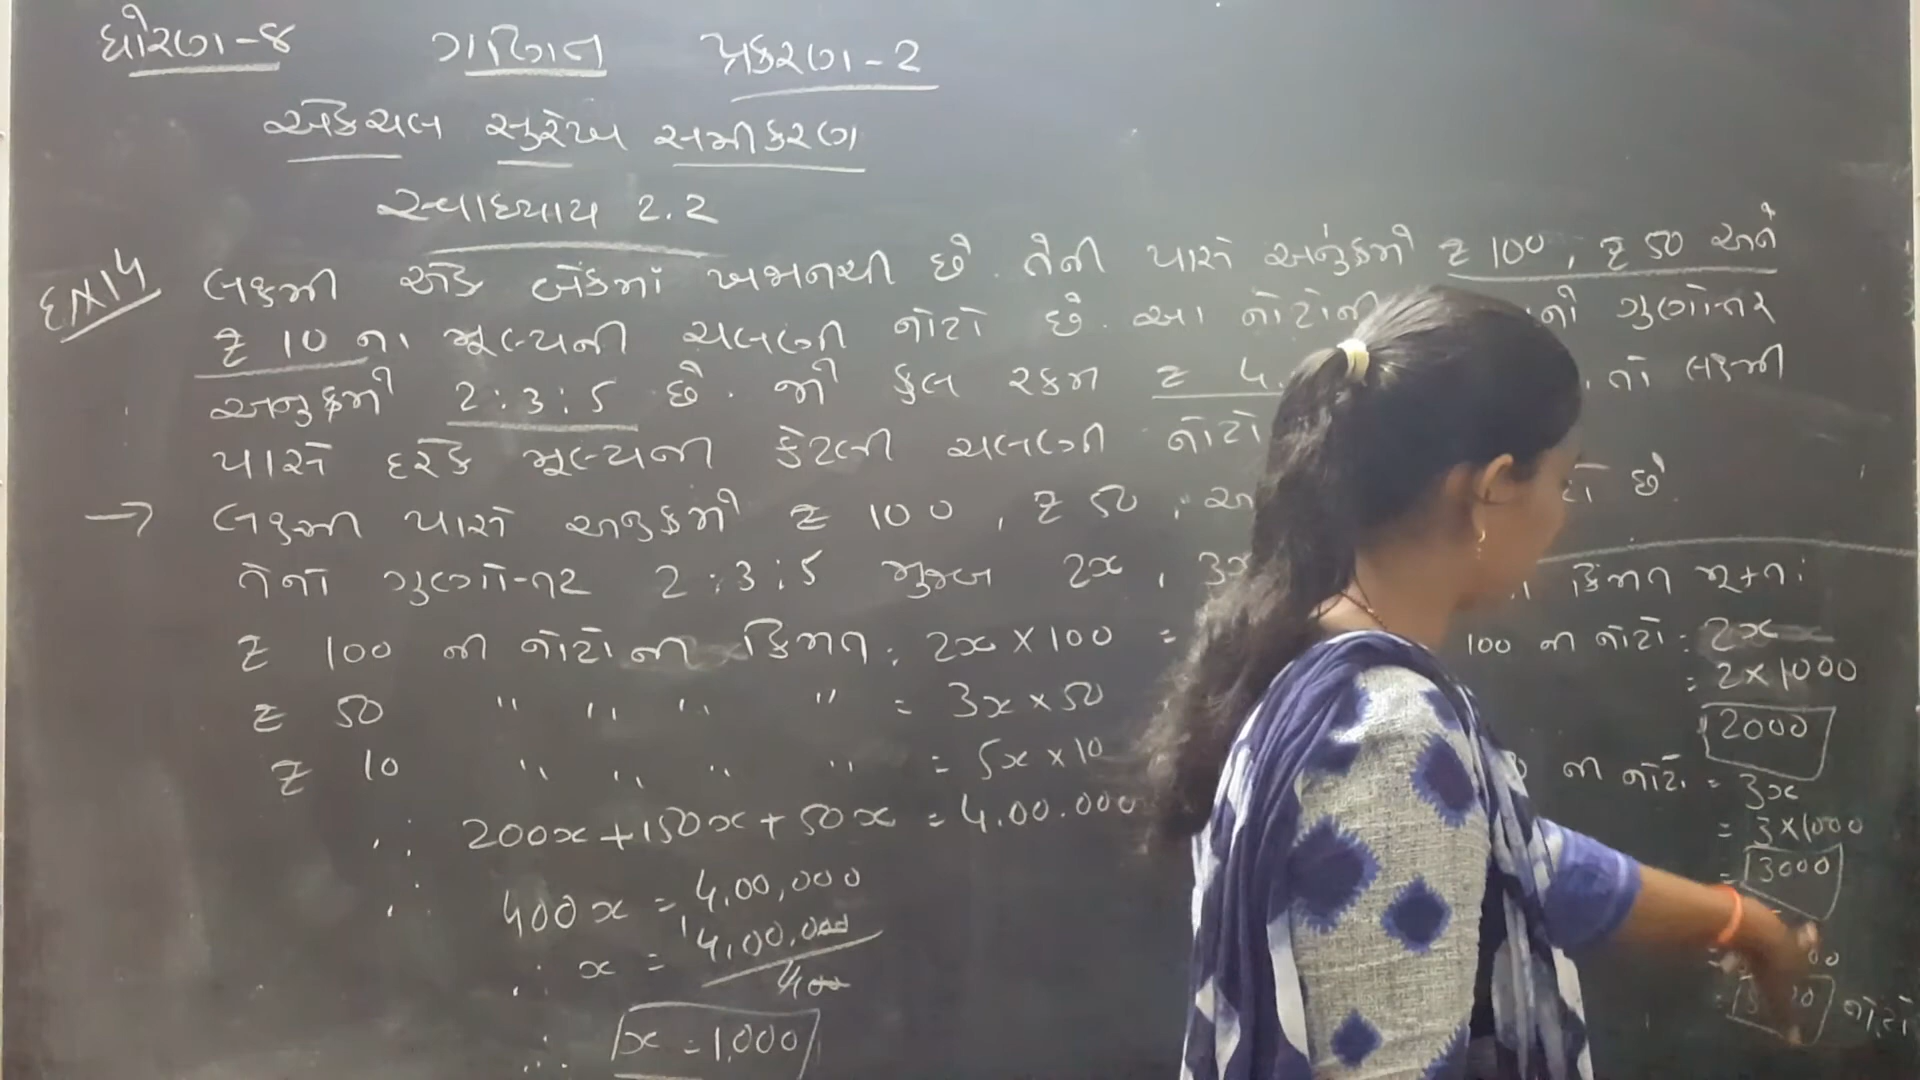 ધોરણ-૪ ગણિત પ્રકરણ-2
એકચલ સુરેખ સમીકરણ
સ્વાધ્યાય 2.2
લક્ષ્મી એક બેંકમાં ખજાનચી છે. તેની પાસે અનુક્રમે ₹ 100, ₹ 50 અને
₹ 10 ના મૂલ્યની ચલણી નોટો છે. આ ગુણોત્તર
અનુક્રમે 2:3:5 છે. જો કુલ રકમ ₹ 4. તો લક્ષ્મી
પાસે દરેક મૂલ્યની કેટલી ચલણી નોટો
→ લક્ષ્મી પાસે અનુક્રમે ₹ 100, ₹ 50, છે.
તેનો ગુણોત્તર 2:3:5 મુજબ 2x,
₹ 100 ની નોટોની કિંમત = 2x × 100 =
₹ 50 " " " " = 3x × 50
₹ 10 " " " " = 5x × 10
∴ 200x + 150x + 50x = 4.00.000
∴ 400x = 4,00,000
∴ x = 4,00,000 / 400
∴ x = 1,000
કિંમત મૂકતા:
100 ની નોટો = 2x
= 2 × 1000
2000
ની નોટો = 3x
= 3 × 1000
= 3000
નોટો